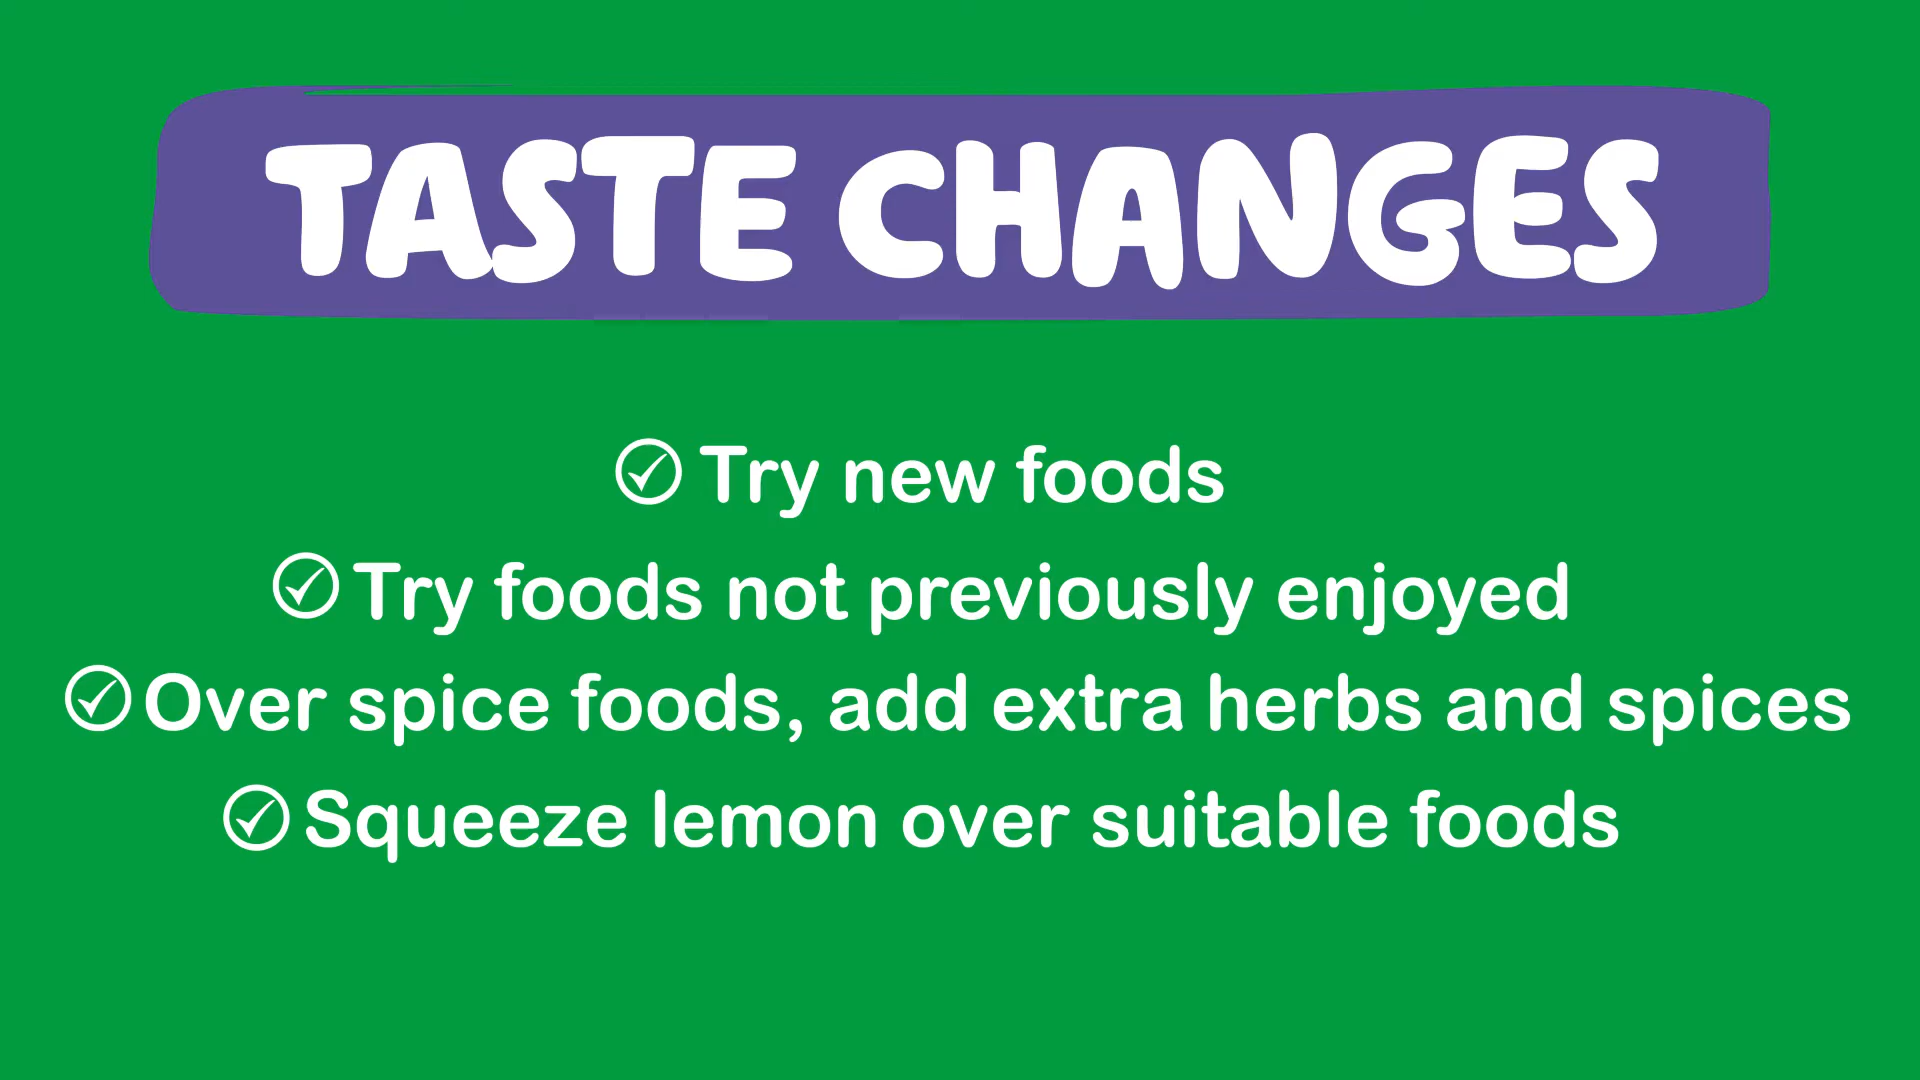 TASTE CHANGES
Try new foods
Try foods not previously enjoyed
Over spice foods, add extra herbs and spices
Squeeze lemon over suitable foods